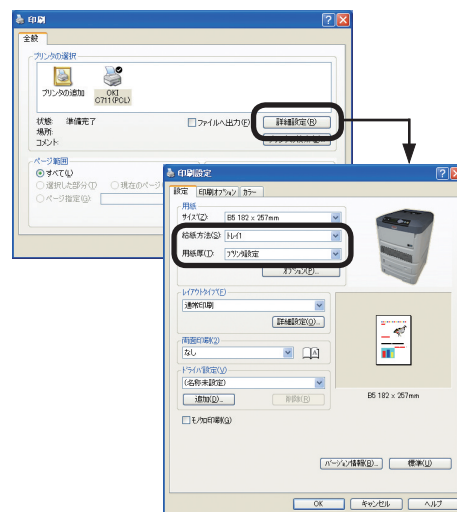 印刷
全般
プリンタの選択
プリンタの追加
OKI
C711(PCL)
状態: 準備完了
場所:
コメント:
ファイルへ出力(F)
詳細設定(R)
ページ範囲
すべて(L)
選択した部分(T)
現在のペー
ページ指定(G):
印刷設定
設定
印刷オプション
カラー
用紙
サイズ(Z):
B5 182 x 257mm
給紙方法(S):
トレイ1
用紙厚(T):
プリンタ設定
オプション(P)...
レイアウトタイプ(E)
通常印刷
詳細設定(O)...
両面印刷(2)
なし
ドライバ設定(V)
(名称未設定)
追加(D)...
削除(R)
モノクロ印刷(G)
B5 182 x 257mm
バージョン情報(B)...
標準(U)
OK
キャンセル
ヘルプ